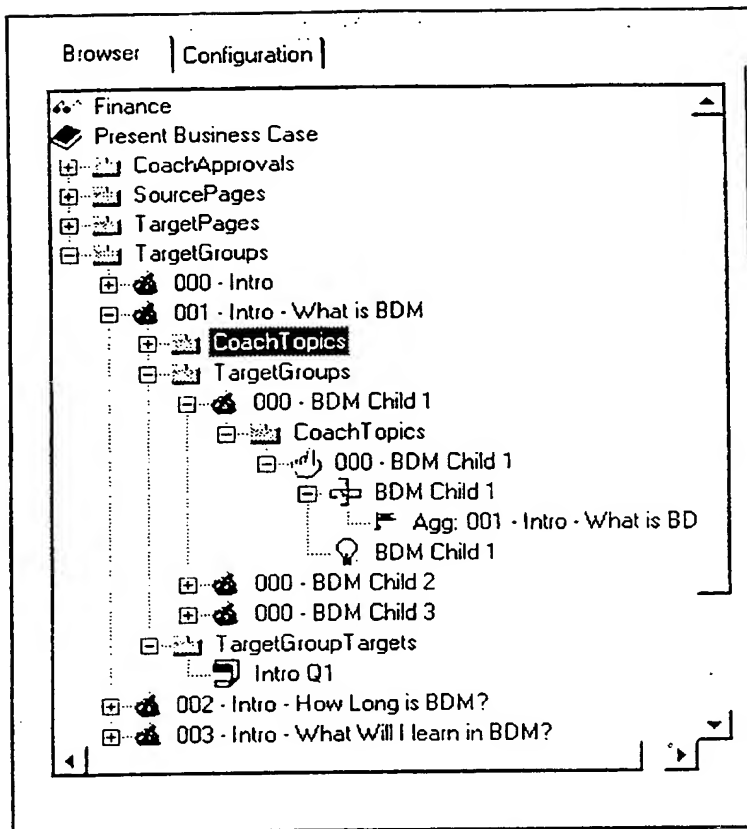 Browser Configuration
Finance
Present Business Case
CoachApprovals
SourcePages
TargetPages
TargetGroups
000 - Intro
001 - Intro - What is BDM
CoachTopics
TargetGroups
000 - BDM Child 1
CoachTopics
000 - BDM Child 1
BDM Child 1
Agg: 001 - Intro - What is BD
BDM Child 1
000 - BDM Child 2
000 - BDM Child 3
TargetGroupTargets
Intro Q1
002 - Intro - How Long is BDM?
003 - Intro - What Will I learn in BDM?